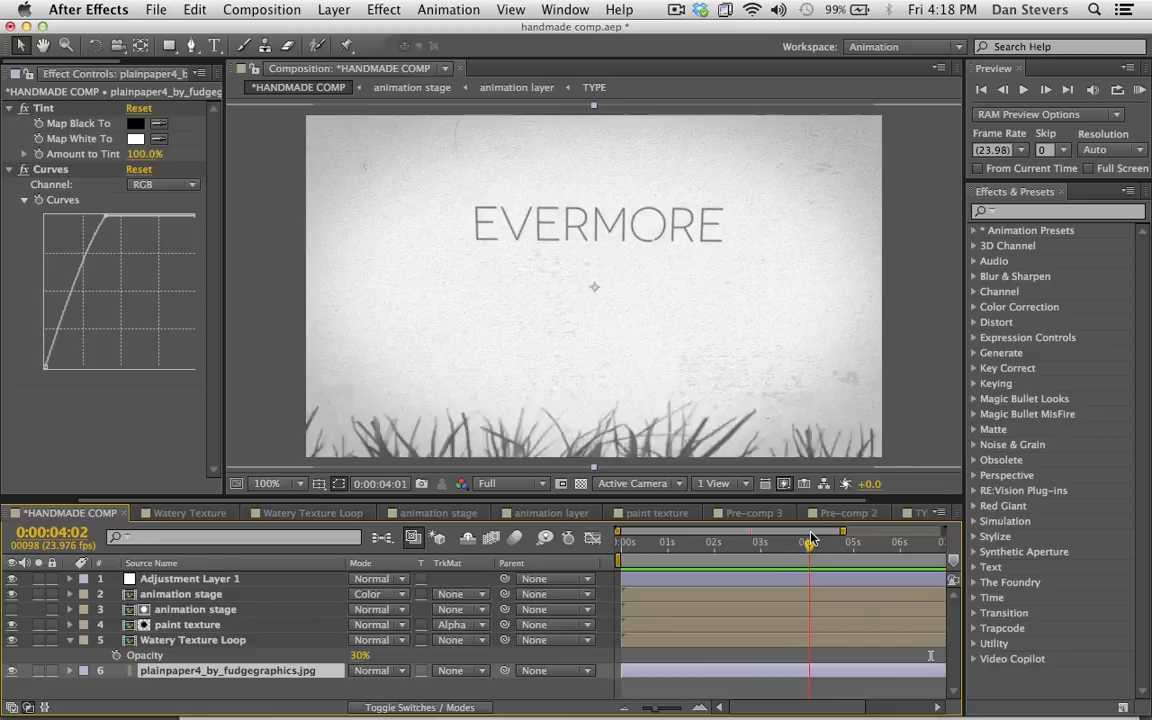 After Effects File Edit Composition Layer Effect Animation View Window Help 99% Fri 4:18 PM Dan Stevens
handmade comp.aep *
Workspace: Animation Search Help
Effect Controls: plainpaper4_b
*HANDMADE COMP • plainpaper4_by_fudgeg
Tint Reset
Map Black To
Map White To
Amount to Tint 100.0%
Curves Reset
Channel: RGB
Curves
Composition: *HANDMADE COMP
*HANDMADE COMP animation stage animation layer TYPE
EVERMORE
100% 0:00:04:01 Full Active Camera 1 View +0.0
Preview
RAM Preview Options
Frame Rate Skip Resolution
(23.98) 0 Auto
From Current Time Full Screen
Effects & Presets
* Animation Presets
3D Channel
Audio
Blur & Sharpen
Channel
Color Correction
Distort
Expression Controls
Generate
Key Correct
Keying
Magic Bullet Looks
Magic Bullet MisFire
Matte
Noise & Grain
Obsolete
Perspective
RE:Vision Plug-ins
Red Giant
Simulation
Stylize
Synthetic Aperture
Text
The Foundry
Time
Transition
Trapcode
Utility
Video Copilot
*HANDMADE COMP Watery Texture Watery Texture Loop animation stage animation layer paint texture Pre-comp 3 Pre-comp 2 TY
0:00:04:02
00098 (23.976 fps)
:00s 01s 02s 03s 05s 06s
# Source Name Mode T TrkMat Parent
1 Adjustment Layer 1 Normal None
2 animation stage Color None None
3 animation stage Normal None None
4 paint texture Normal Alpha None
5 Watery Texture Loop Normal None None
Opacity 30%
6 plainpaper4_by_fudgegraphics.jpg Normal None None
Toggle Switches / Modes